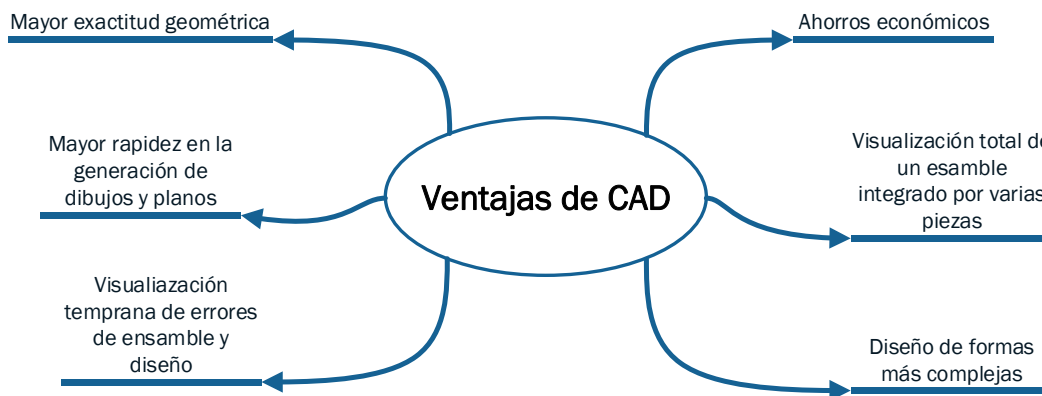 Mayor exactitud geométrica
Ahorros económicos
Mayor rapidez en la
generación de
dibujos y planos
Ventajas de CAD
Visualización total de
un esamble
integrado por varias
piezas
Visualiazación
temprana de errores
de ensamble y
diseño
Diseño de formas
más complejas